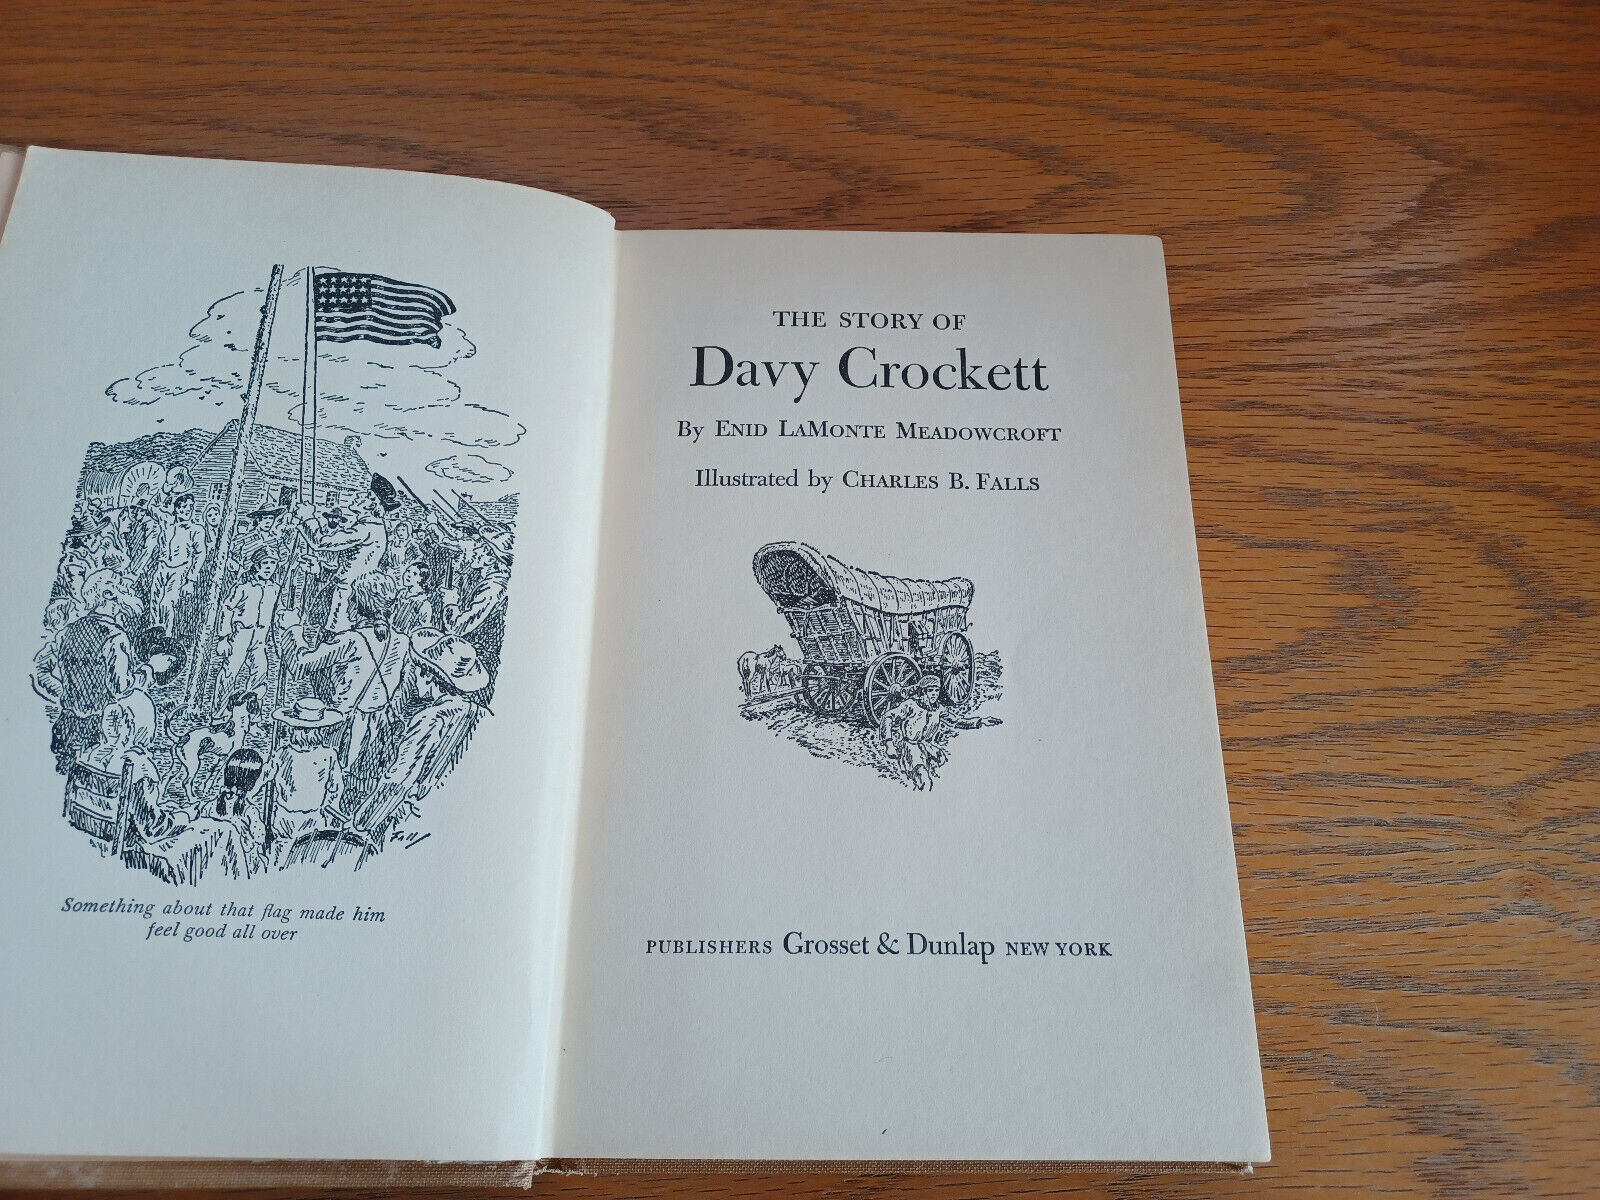 Falls
Something about that flag made him
feel good all over
THE STORY OF
Davy Crockett
By ENID LAMONTE MEADOWCROFT
Illustrated by CHARLES B. FALLS
PUBLISHERS Grosset & Dunlap NEW YORK